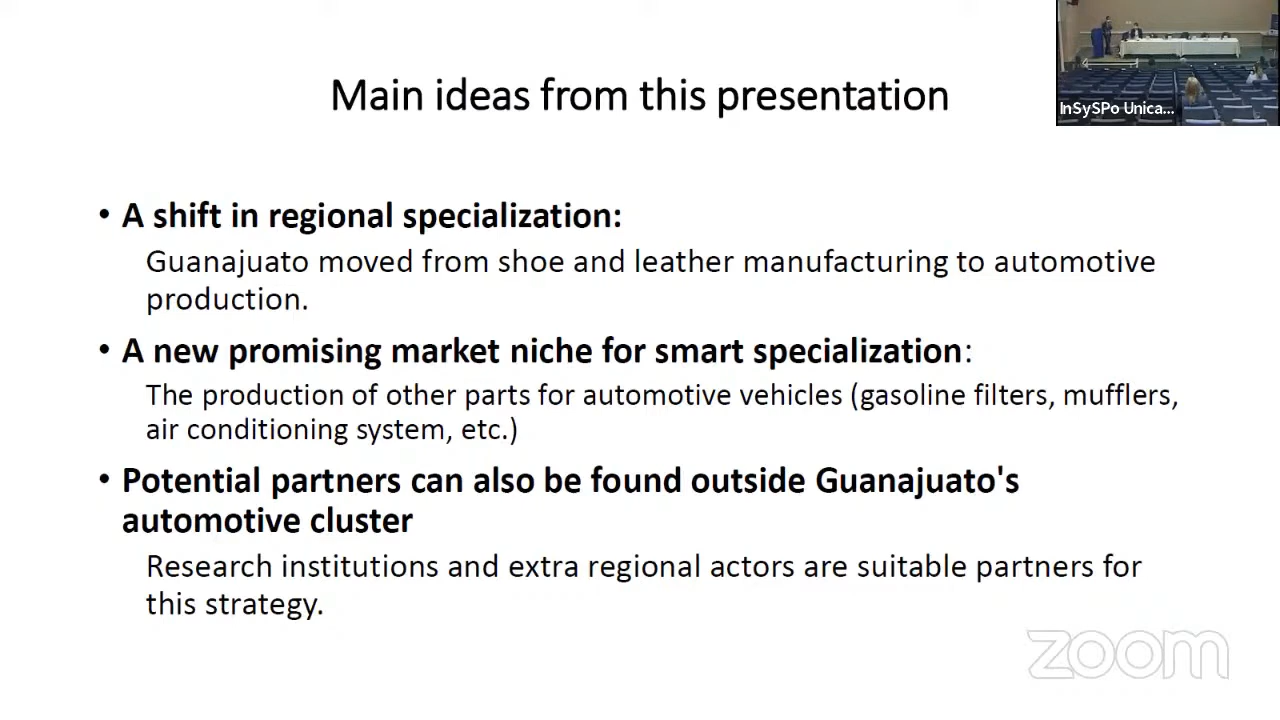 Main ideas from this presentation
InSySPo Unica...
• A shift in regional specialization:
Guanajuato moved from shoe and leather manufacturing to automotive
production.
• A new promising market niche for smart specialization:
The production of other parts for automotive vehicles (gasoline filters, mufflers,
air conditioning system, etc.)
• Potential partners can also be found outside Guanajuato's
automotive cluster
Research institutions and extra regional actors are suitable partners for
this strategy.
zoom